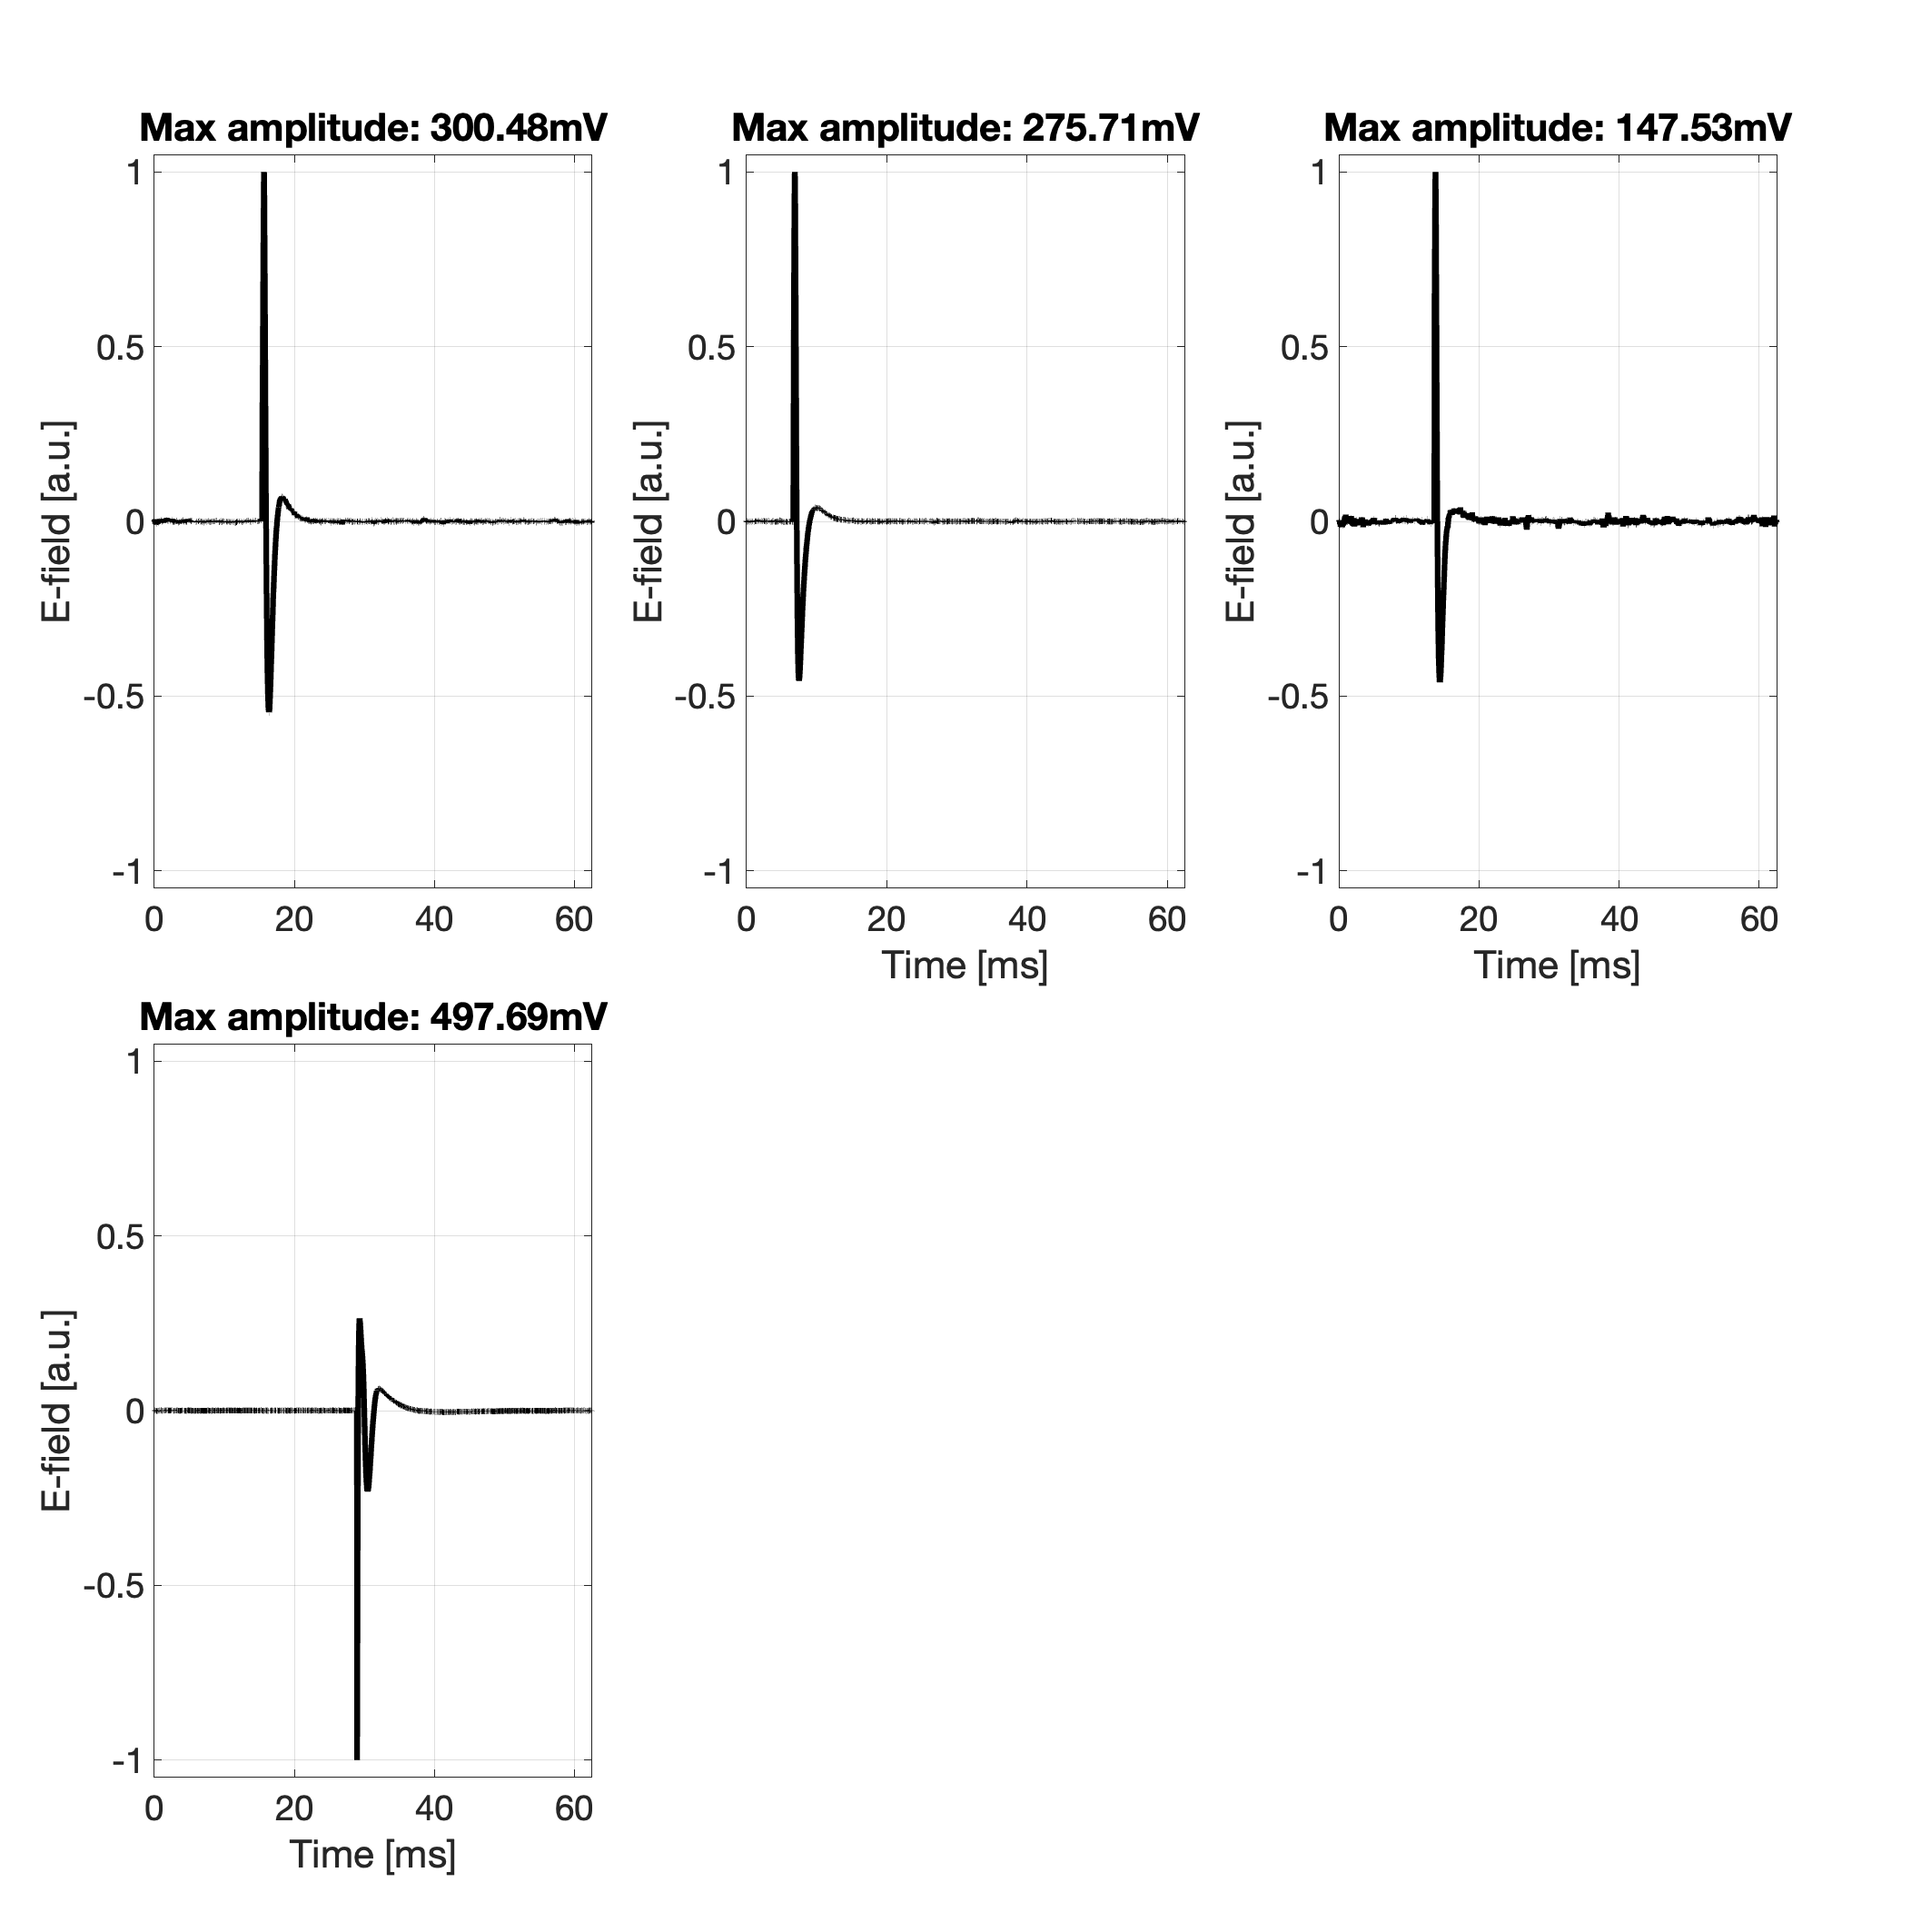 Max amplitude: 300.48mV
1
0.5
0
-0.5
-1
E-field [a.u.]
0 20 40 60
Max amplitude: 275.71mV
1
0.5
0
-0.5
-1
E-field [a.u.]
0 20 40 60
Time [ms]
Max amplitude: 147.53mV
1
0.5
0
-0.5
-1
E-field [a.u.]
0 20 40 60
Time [ms]
Max amplitude: 497.69mV
1
0.5
0
-0.5
-1
E-field [a.u.]
0 20 40 60
Time [ms]